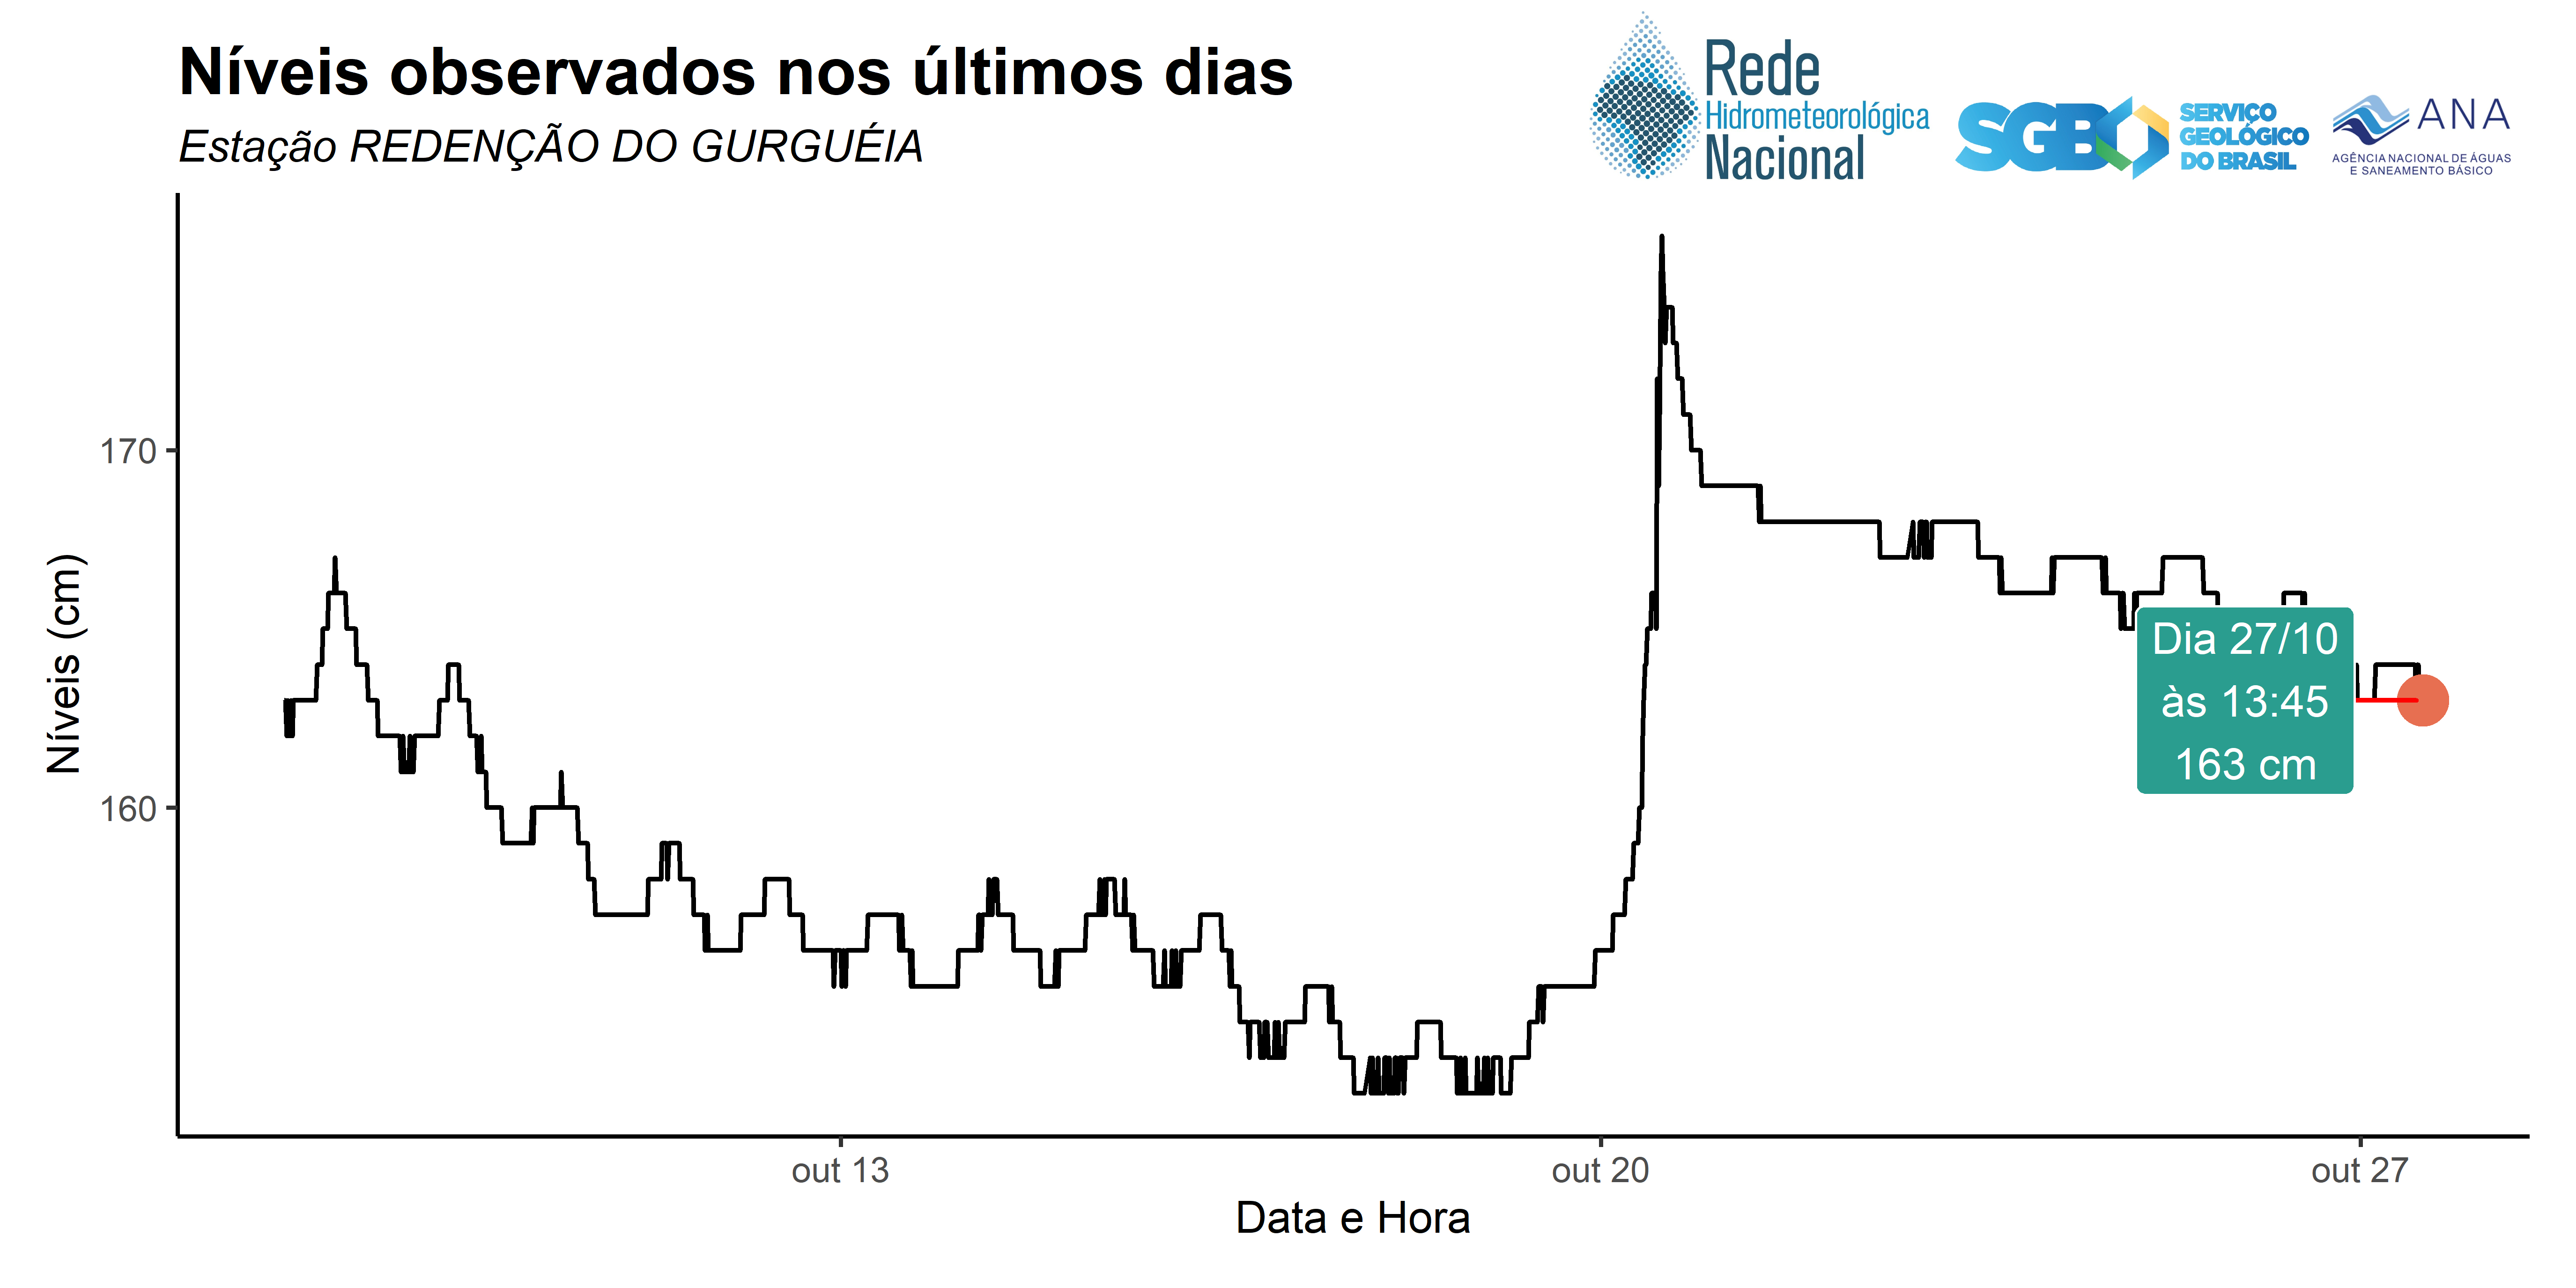 Níveis observados nos últimos dias
Estação REDENÇÃO DO GURGUÉIA
Rede
Hidrometeorológica
Nacional
SGB
SERVIÇO
GEOLÓGICO
DO BRASIL
ANA
AGÊNCIA NACIONAL DE ÁGUAS
E SANEAMENTO BÁSICO
Níveis (cm)
170
160
Dia 27/10
às 13:45
163 cm
out 13
out 20
out 27
Data e Hora